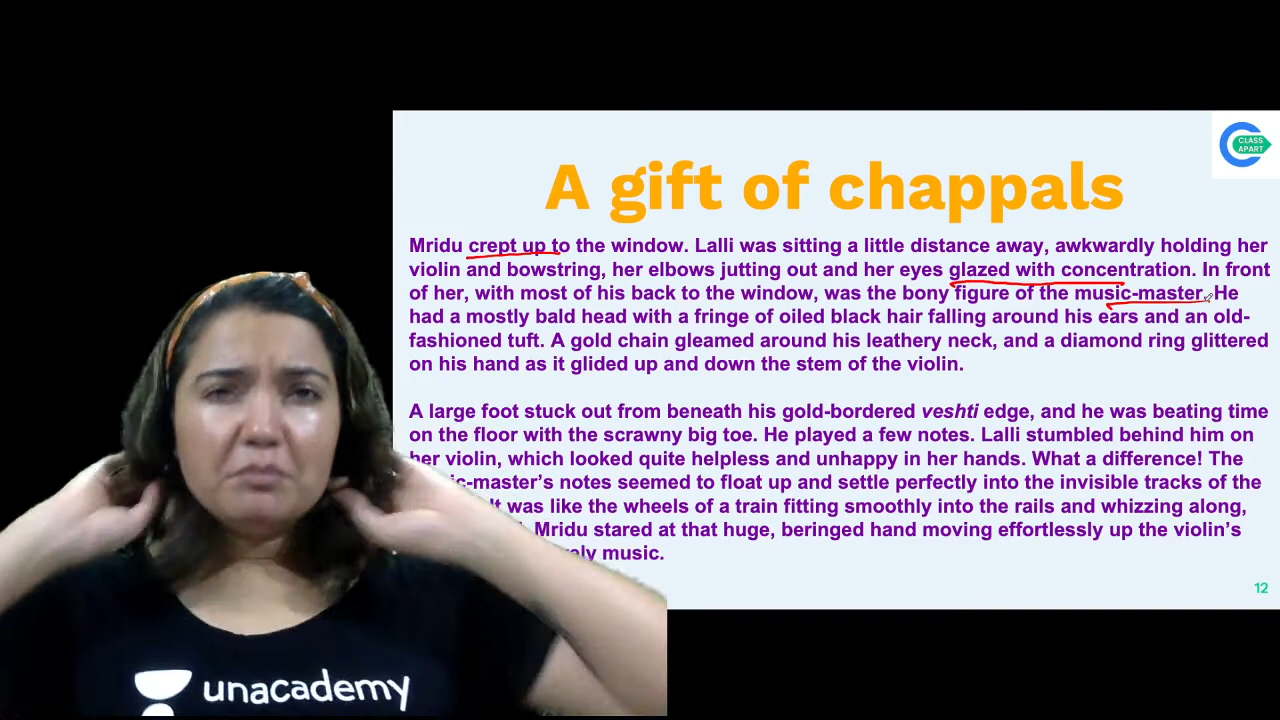 CLASS
APART
A gift of chappals
Mridu crept up to the window. Lalli was sitting a little distance away, awkwardly holding her
violin and bowstring, her elbows jutting out and her eyes glazed with concentration. In front
of her, with most of his back to the window, was the bony figure of the music-master. He
had a mostly bald head with a fringe of oiled black hair falling around his ears and an old-
fashioned tuft. A gold chain gleamed around his leathery neck, and a diamond ring glittered
on his hand as it glided up and down the stem of the violin.
A large foot stuck out from beneath his gold-bordered veshti edge, and he was beating time
on the floor with the scrawny big toe. He played a few notes. Lalli stumbled behind him on
her violin, which looked quite helpless and unhappy in her hands. What a difference! The
ic-master’s notes seemed to float up and settle perfectly into the invisible tracks of the
It was like the wheels of a train fitting smoothly into the rails and whizzing along,
Mridu stared at that huge, beringed hand moving effortlessly up the violin’s
music.
12
unacademy